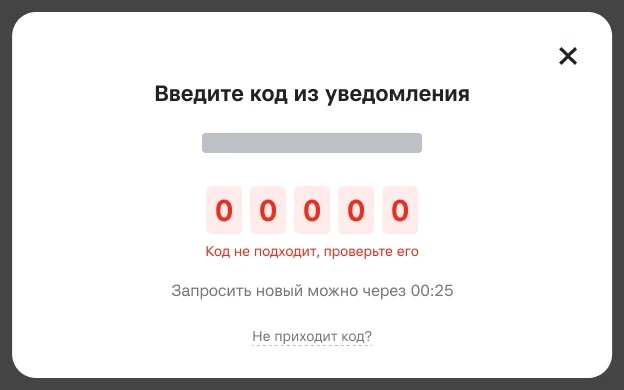 Введите код из уведомления
0 0 0 0 0
Код не подходит, проверьте его
Запросить новый можно через 00:25
Не приходит код?